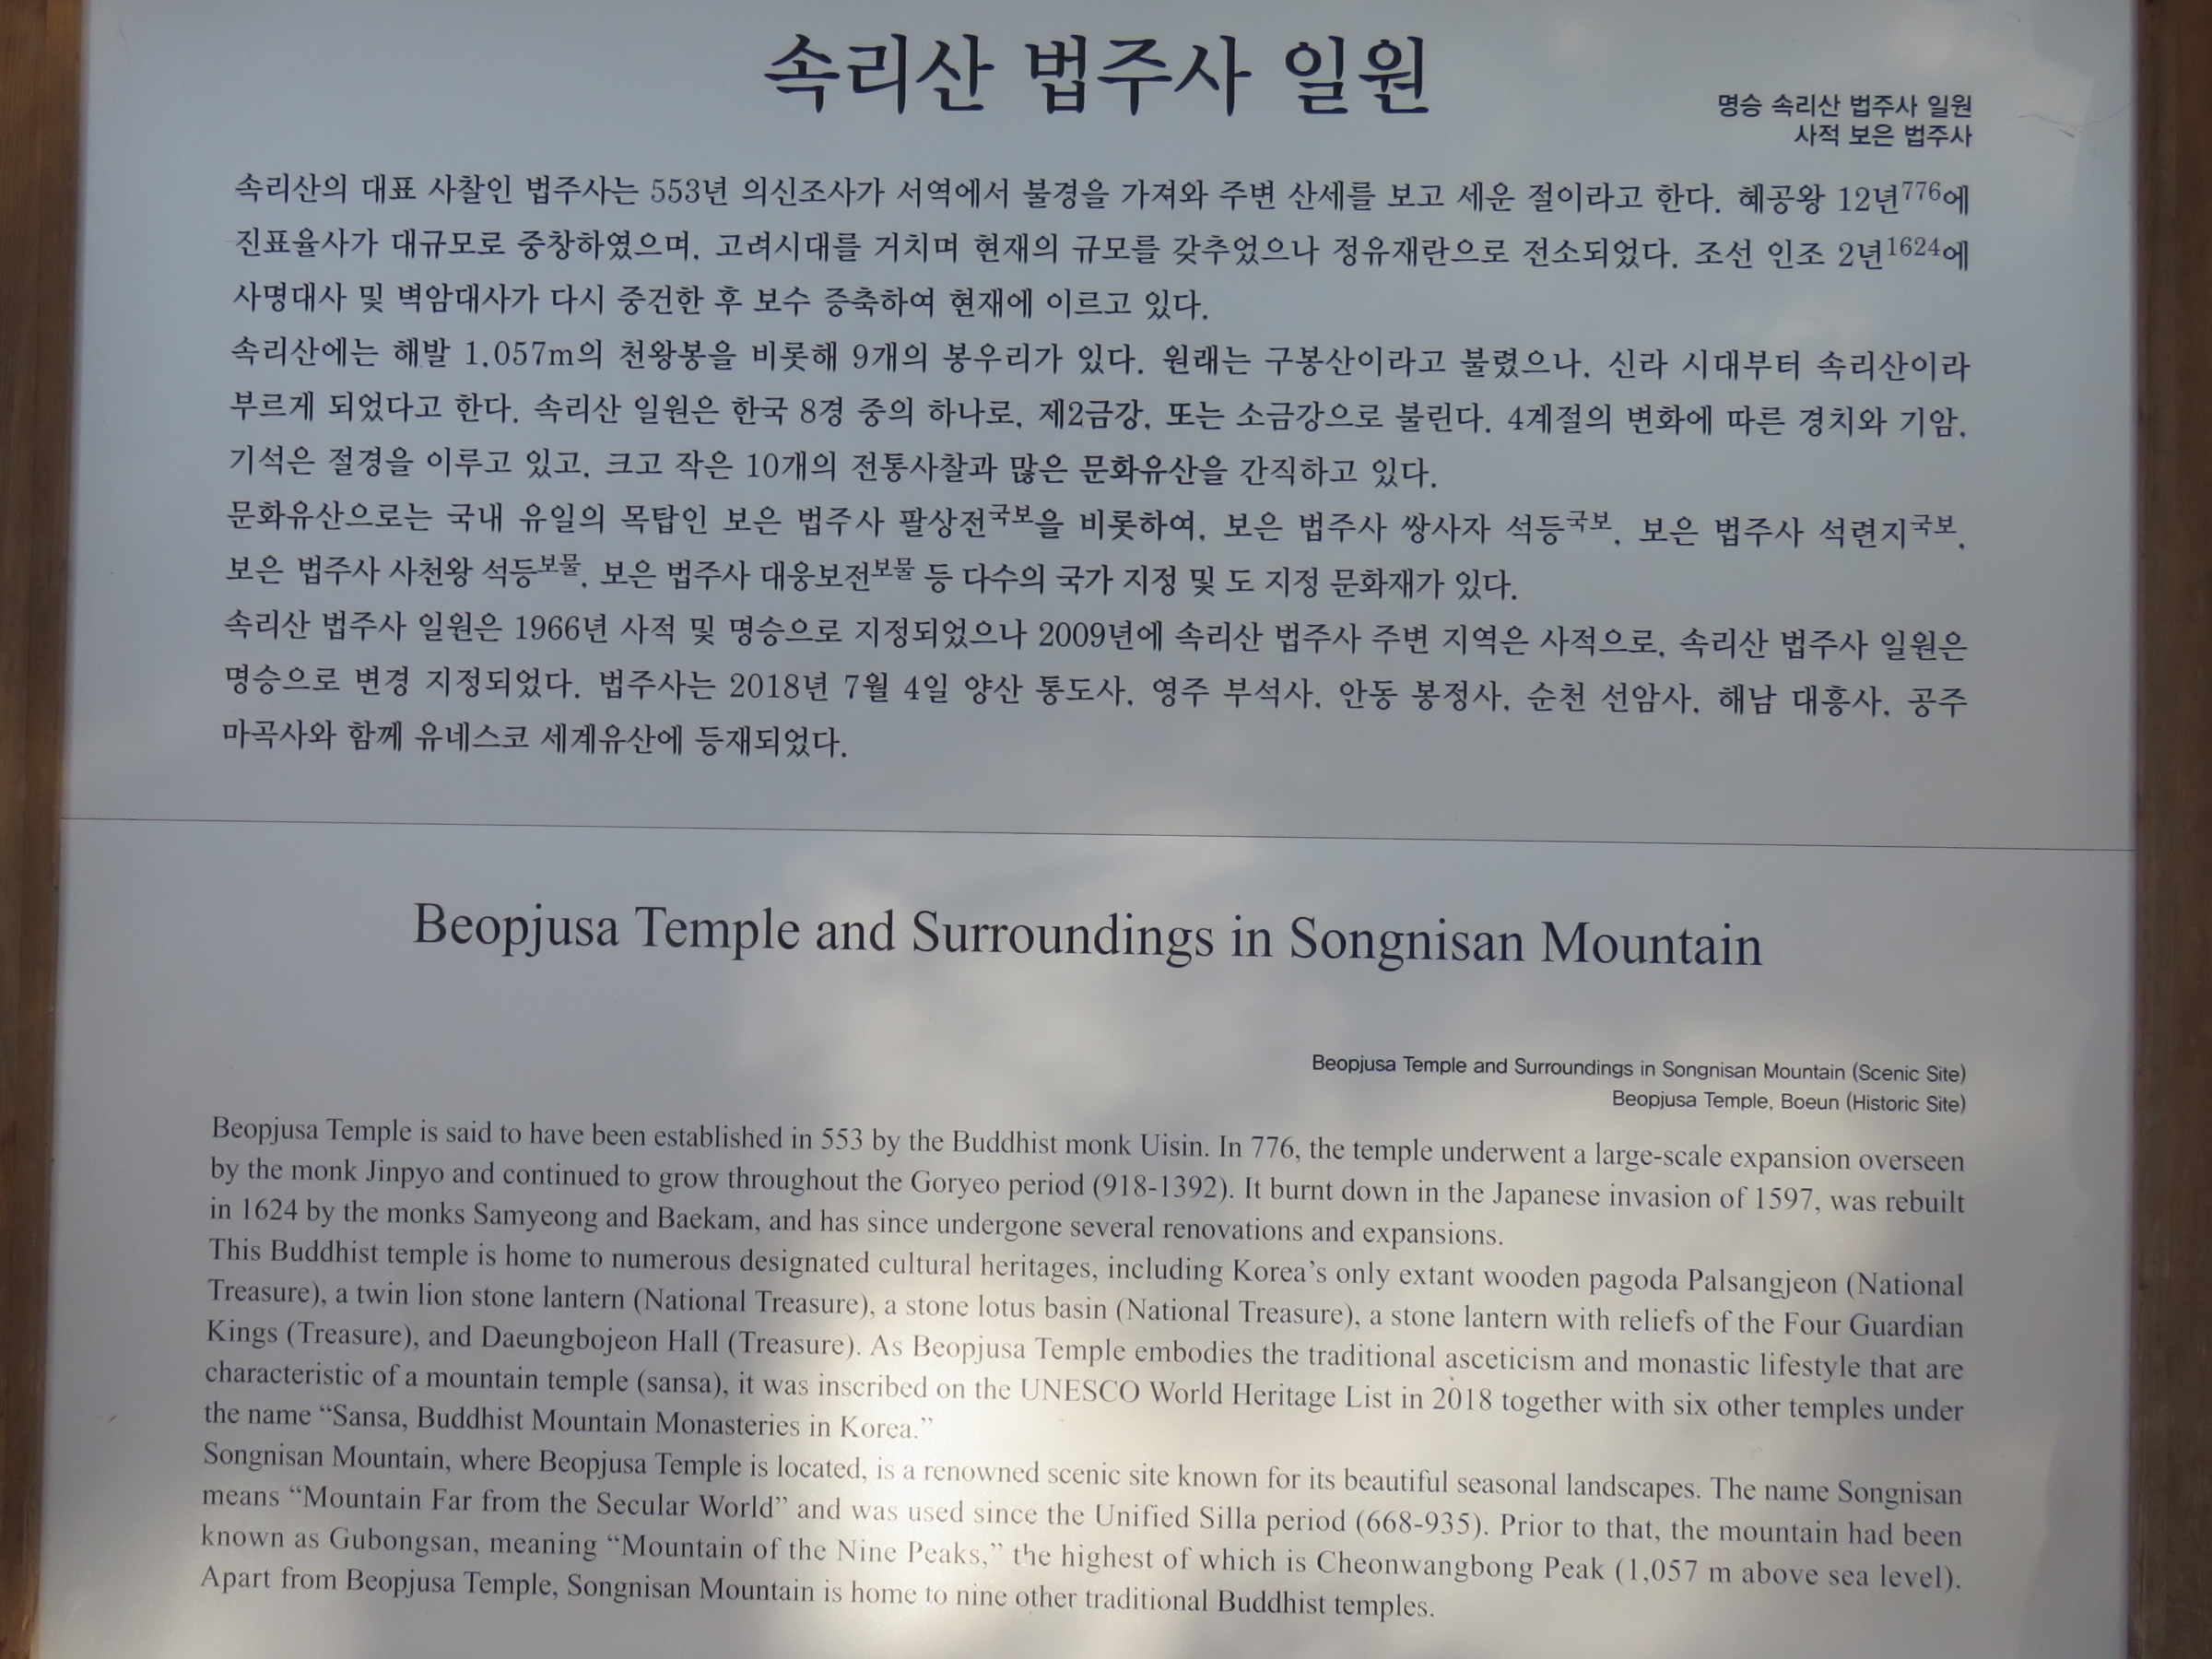 속리산 법주사 일원
명승 속리산 법주사 일원
사적 보은 법주사
속리산의 대표 사찰인 법주사는 553년 의신조사가 서역에서 불경을 가져와 주변 산세를 보고 세운 절이라고 한다. 혜공왕 12년776에
진표율사가 대규모로 중창하였으며, 고려시대를 거치며 현재의 규모를 갖추었으나 정유재란으로 전소되었다. 조선 인조 2년1624에
사명대사 및 벽암대사가 다시 중건한 후 보수 증축하여 현재에 이르고 있다.
속리산에는 해발 1,057m의 천왕봉을 비롯해 9개의 봉우리가 있다. 원래는 구봉산이라고 불렸으나, 신라 시대부터 속리산이라
부르게 되었다고 한다. 속리산 일원은 한국 8경 중의 하나로, 제2금강, 또는 소금강으로 불린다. 4계절의 변화에 따른 경치와 기암,
기석은 절경을 이루고 있고, 크고 작은 10개의 전통사찰과 많은 문화유산을 간직하고 있다.
문화유산으로는 국내 유일의 목탑인 보은 법주사 팔상전국보을 비롯하여, 보은 법주사 쌍사자 석등국보, 보은 법주사 석련지국보,
보은 법주사 사천왕 석등보물, 보은 법주사 대웅보전보물 등 다수의 국가 지정 및 도 지정 문화재가 있다.
속리산 법주사 일원은 1966년 사적 및 명승으로 지정되었으나 2009년에 속리산 법주사 주변 지역은 사적으로, 속리산 법주사 일원은
명승으로 변경 지정되었다. 법주사는 2018년 7월 4일 양산 통도사, 영주 부석사, 안동 봉정사, 순천 선암사, 해남 대흥사, 공주
마곡사와 함께 유네스코 세계유산에 등재되었다.
Beopjusa Temple and Surroundings in Songnisan Mountain
Beopjusa Temple and Surroundings in Songnisan Mountain (Scenic Site)
Beopjusa Temple, Boeun (Historic Site)
Beopjusa Temple is said to have been established in 553 by the Buddhist monk Uisin. In 776, the temple underwent a large-scale expansion overseen
by the monk Jinpyo and continued to grow throughout the Goryeo period (918-1392). It burnt down in the Japanese invasion of 1597, was rebuilt
in 1624 by the monks Samyeong and Baekam, and has since undergone several renovations and expansions.
This Buddhist temple is home to numerous designated cultural heritages, including Korea's only extant wooden pagoda Palsangjeon (National
Treasure), a twin lion stone lantern (National Treasure), a stone lotus basin (National Treasure), a stone lantern with reliefs of the Four Guardian
Kings (Treasure), and Daeungbojeon Hall (Treasure). As Beopjusa Temple embodies the traditional asceticism and monastic lifestyle that are
characteristic of a mountain temple (sansa), it was inscribed on the UNESCO World Heritage List in 2018 together with six other temples under
the name “Sansa, Buddhist Mountain Monasteries in Korea.”
Songnisan Mountain, where Beopjusa Temple is located, is a renowned scenic site known for its beautiful seasonal landscapes. The name Songnisan
means “Mountain Far from the Secular World” and was used since the Unified Silla period (668-935). Prior to that, the mountain had been
known as Gubongsan, meaning “Mountain of the Nine Peaks,” the highest of which is Cheonwangbong Peak (1,057 m above sea level).
Apart from Beopjusa Temple, Songnisan Mountain is home to nine other traditional Buddhist temples.